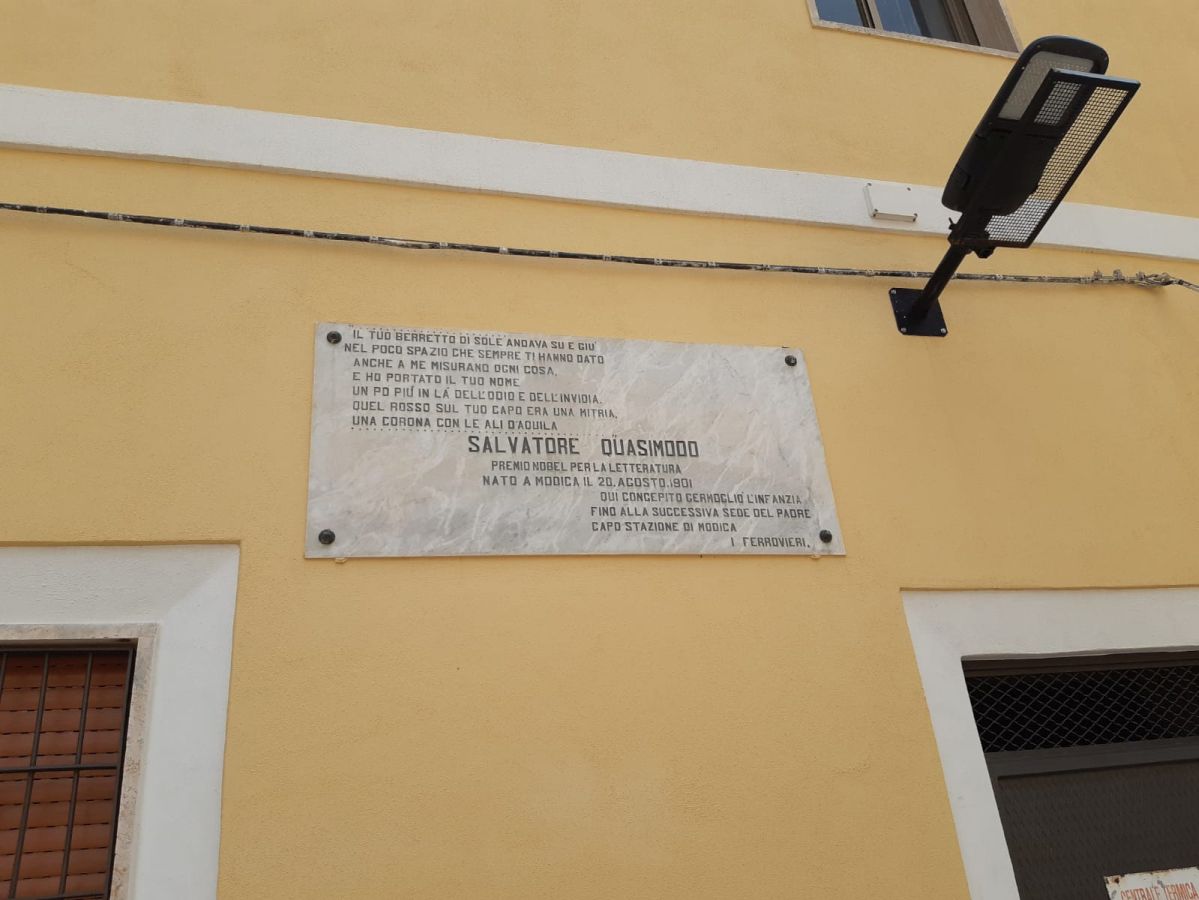 "IL TUO BERRETTO DI SOLE ANDAVA SU E GIU'
NEL POCO SPAZIO CHE SEMPRE TI HANNO DATO
ANCHE A ME MISURANO OGNI COSA,
E HO PORTATO IL TUO NOME
UN PO PIÚ IN LÁ DELL'ODIO E DELL'INVIDIA.
QUEL ROSSO SUL TUO CAPO ERA UNA MITRIA,
UNA CORONA CON LE ALI D'AQUILA"
SALVATORE QUASIMODO
PREMIO NOBEL PER LA LETTERATURA
NATO A MODICA IL 20.AGOSTO.1901
QUI CONCEPITO GERMOGLIO' L'INFANZIA
FINO ALLA SUCCESSIVA SEDE DEL PADRE
CAPO STAZIONE DI MODICA
I FERROVIERI.
CENTRALE TERMICA